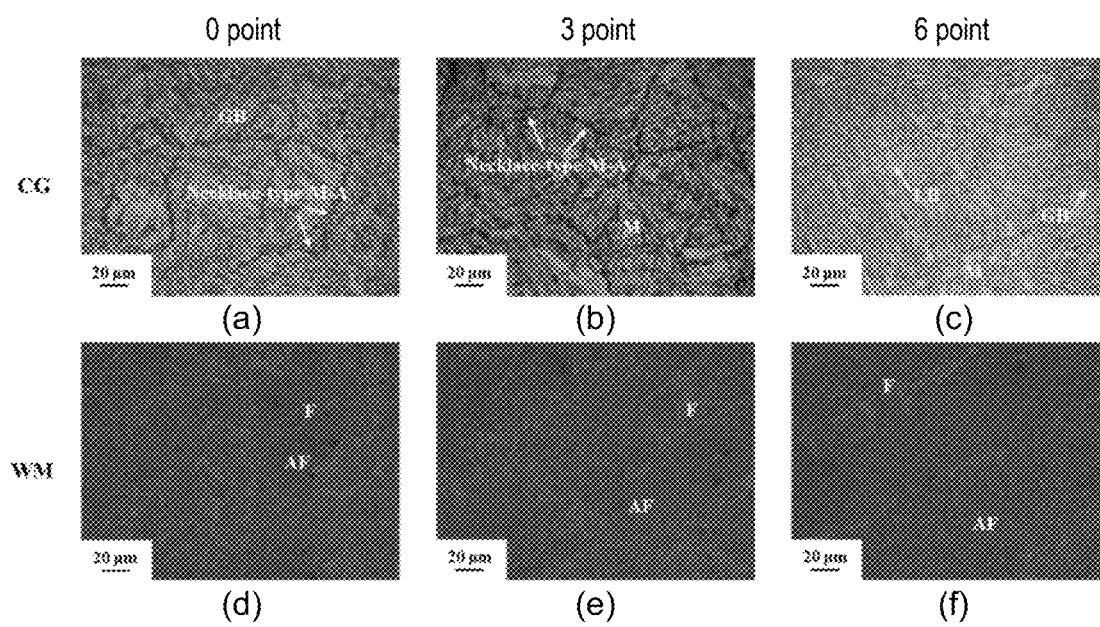 0 point 3 point 6 point
CG
GB
Necklace-type M-A
20 μm
(a)
Necklace-type M-A
M
20 μm
(b)
LB
GB
M
20 μm
(c)
WM
F
AF
20 μm
(d)
F
AF
20 μm
(e)
F
AF
20 μm
(f)